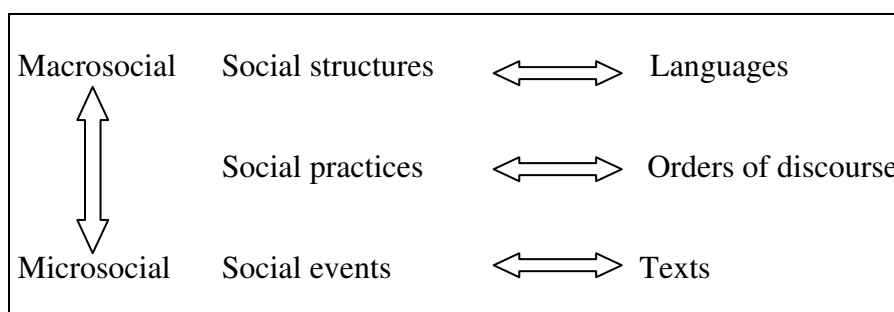 Macrosocial Social structures Languages
Social practices Orders of discourse
Microsocial Social events Texts